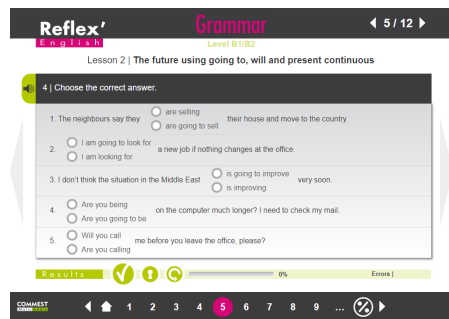 Reflex’
English
Grammar
5 / 12
Level B1/B2
Lesson 2 | The future using going to, will and present continuous
4 | Choose the correct answer.
1. The neighbours say they
are selling
are going to sell
their house and move to the country.
2.
I am going to look for
I am looking for
a new job if nothing changes at the office.
3. I don't think the situation in the Middle East
is going to improve
is improving
very soon.
4.
Are you being
Are you going to be
on the computer much longer? I need to check my mail.
5.
Will you call
Are you calling
me before you leave the office, please?
Results
0%
Errors |
COMMEST
1 2 3 4 5 6 7 8 9 ...